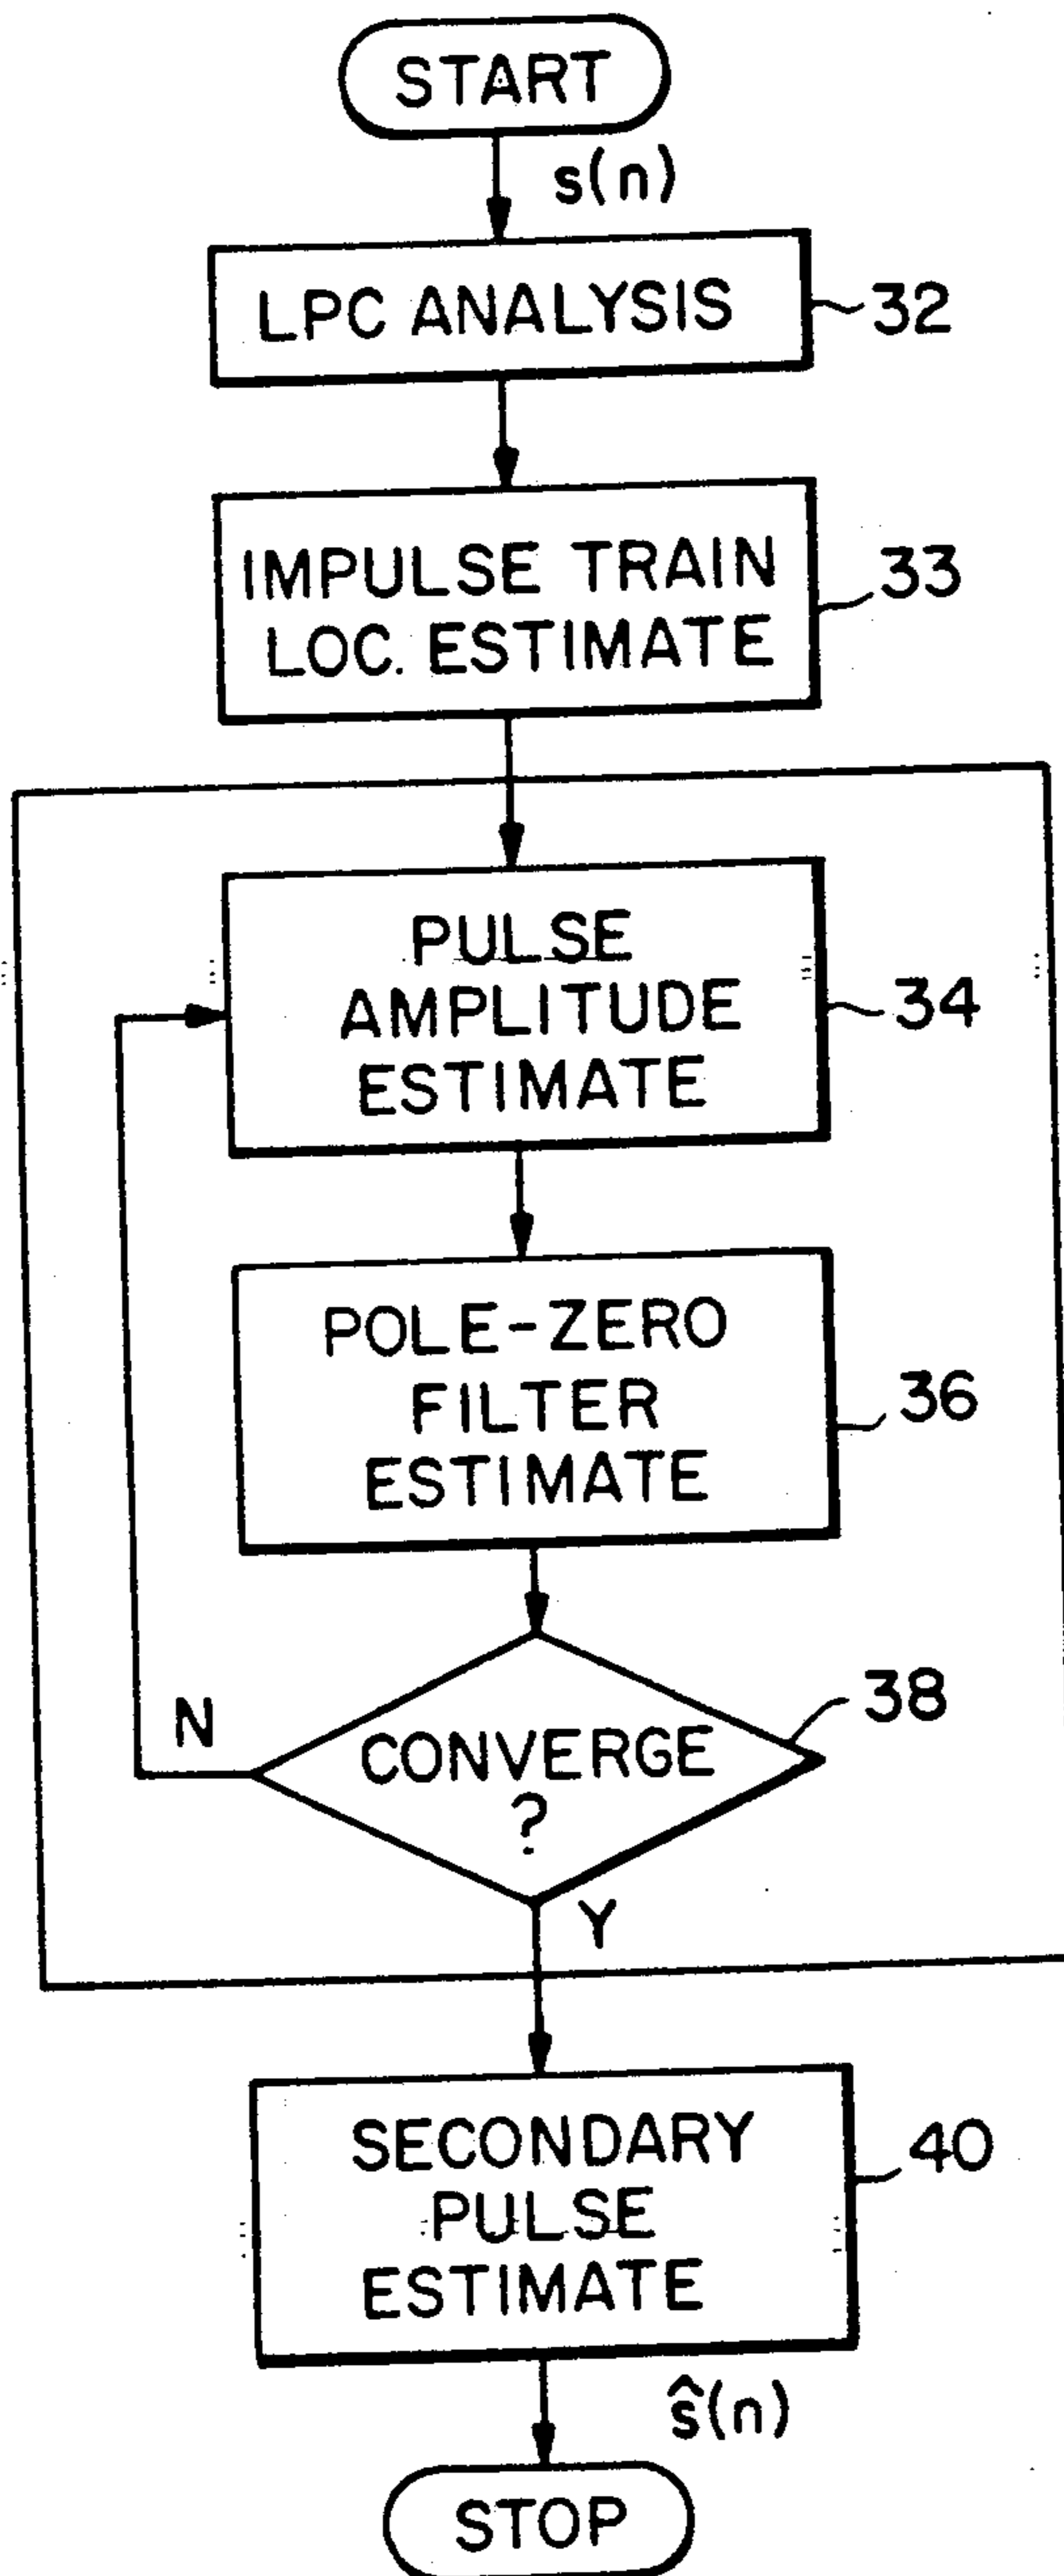 START
s(n)
LPC ANALYSIS
32
IMPULSE TRAIN
LOC. ESTIMATE
33
PULSE
AMPLITUDE
ESTIMATE
34
POLE-ZERO
FILTER
ESTIMATE
36
CONVERGE
?
38
N
Y
SECONDARY
PULSE
ESTIMATE
40
ŝ(n)
STOP